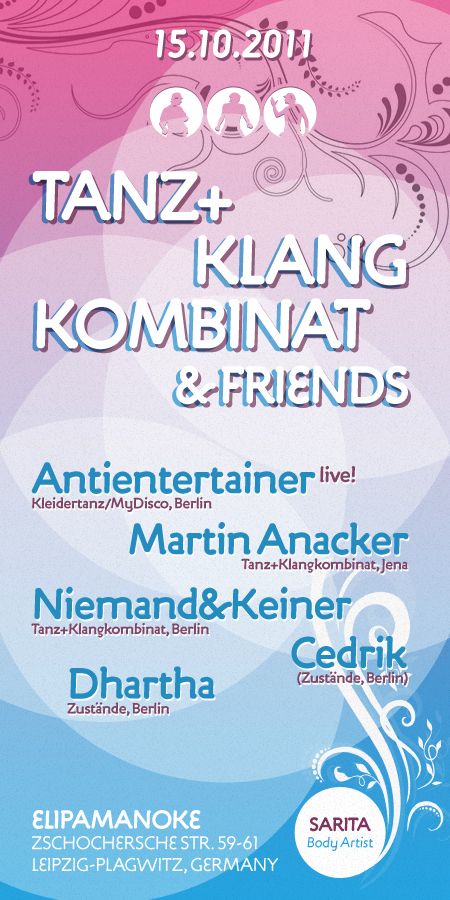 15.10.2011
TANZ+
KLANG
KOMBINAT
& FRIENDS
Antientertainer live!
Kleidertanz/MyDisco, Berlin
Martin Anacker
Tanz+Klangkombinat, Jena
Niemand&Keiner
Tanz+Klangkombinat, Berlin
Cedrik
(Zustände, Berlin)
Dhartha
Zustände, Berlin
ELIPAMANOKE
ZSCHOCHERSCHE STR. 59-61
LEIPZIG-PLAGWITZ, GERMANY
SARITA
Body Artist